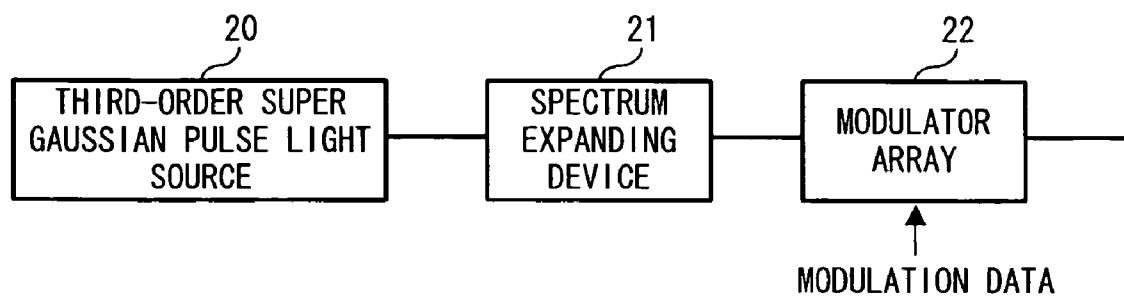 20
21
22
THIRD-ORDER SUPER
GAUSSIAN PULSE LIGHT
SOURCE
SPECTRUM
EXPANDING
DEVICE
MODULATOR
ARRAY
MODULATION DATA